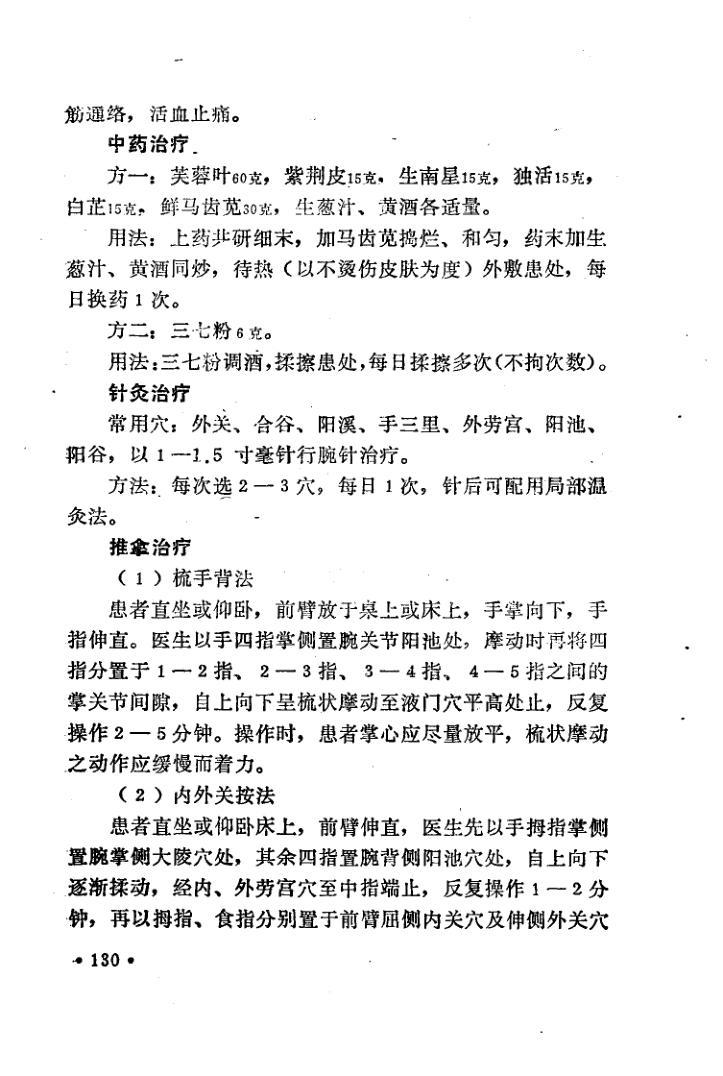 筋通络，活血止痛。
中药治疗
方一：芙蓉叶60克，紫荆皮15克，生南星15克，独活15克，
白芷15克，鲜马齿苋30克，生葱汁、黄酒各适量。
用法：上药共研细末，加马齿苋捣烂、和匀，药末加生
葱汁、黄酒同炒，待热（以不烫伤皮肤为度）外敷患处，每
日换药1次。
方二：三七粉6克。
用法：三七粉调酒，揉擦患处，每日揉擦多次（不拘次数）。
针灸治疗
常用穴：外关、合谷、阳溪、手三里、外劳宫、阳池、
阳谷，以1—1.5寸毫针行腕针治疗。
方法：每次选2—3穴，每日1次，针后可配用局部温
灸法。
推拿治疗
（1）梳手背法
患者直坐或仰卧，前臂放于桌上或床上，手掌向下，手
指伸直。医生以手四指掌侧置腕关节阳池处，摩动时再将四
指分置于1—2指、2—3指、3—4指、4—5指之间的
掌关节间隙，自上向下呈梳状摩动至液门穴平高处止，反复
操作2—5分钟。操作时，患者掌心应尽量放平，梳状摩动
之动作应缓慢而着力。
（2）内外关按法
患者直坐或仰卧床上，前臂伸直，医生先以手拇指掌侧
置腕掌侧大陵穴处，其余四指置腕背侧阳池穴处，自上向下
逐渐揉动，经内、外劳宫穴至中指端止，反复操作1—2分
钟，再以拇指、食指分别置于前臂屈侧内关穴及伸侧外关穴
•130•